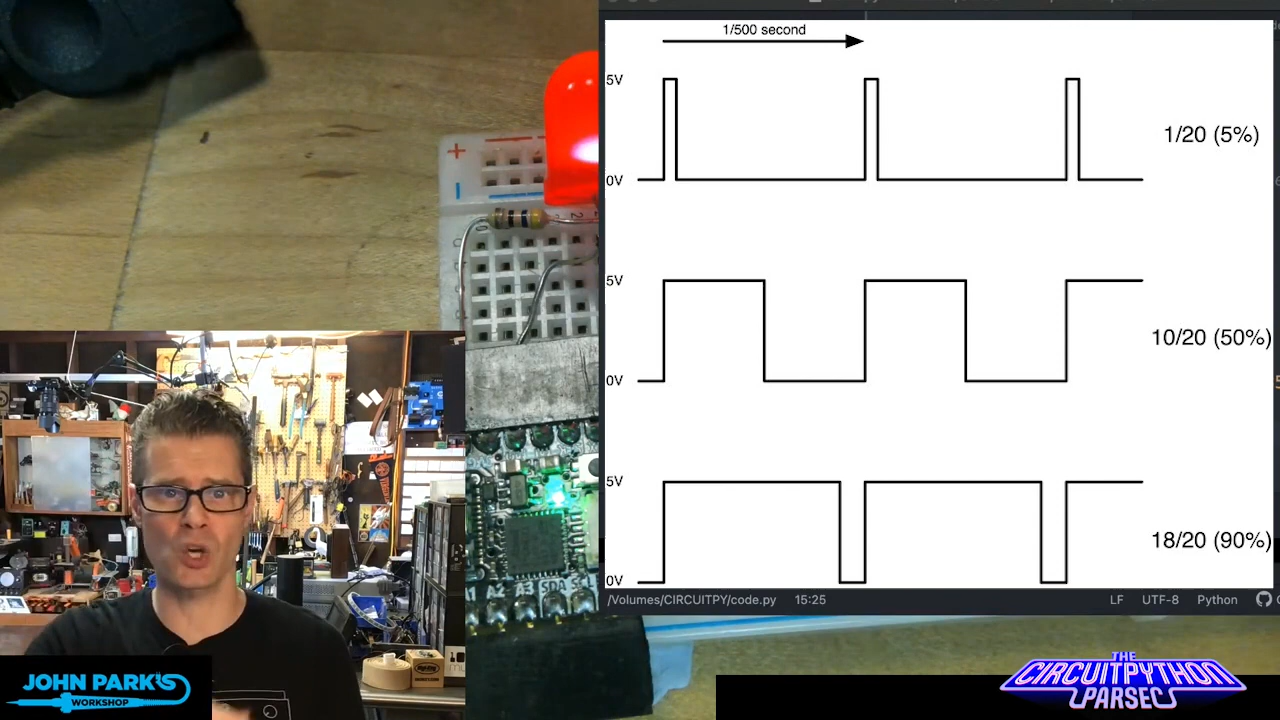 1/500 second
5V
1/20 (5%)
0V
5V
10/20 (50%)
0V
5V
18/20 (90%)
0V
/Volumes/CIRCUITPY/code.py 15:25 LF UTF-8 Python
A1 A2 A3 SDA SCL
JOHN PARK'S
WORKSHOP
THE
CIRCUITPYTHON
PARSEC